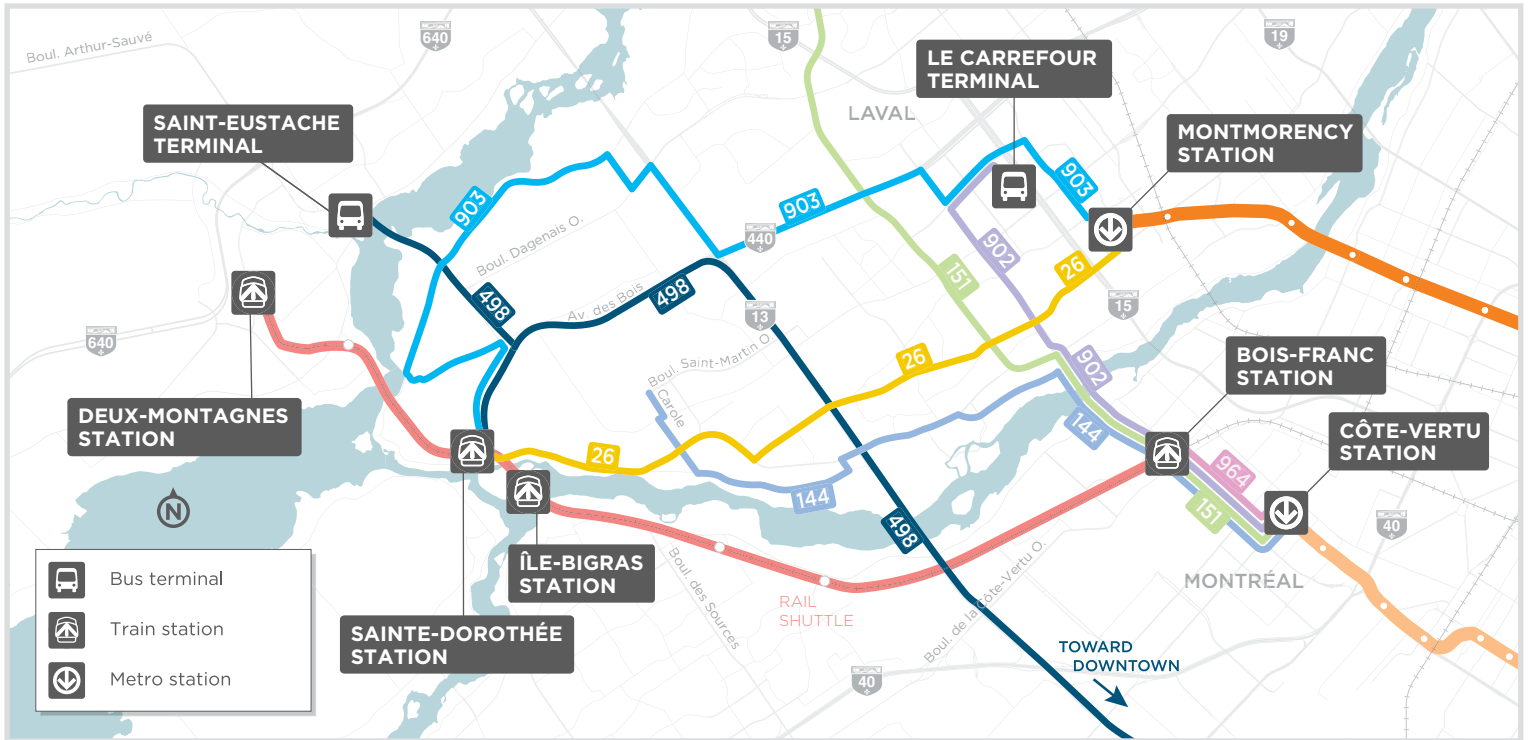 Boul. Arthur-Sauvé
640
15
19
LE CARREFOUR
TERMINAL
LAVAL
SAINT-EUSTACHE
TERMINAL
MONTMORENCY
STATION
903
903
903
Boul. Dagenais O.
440
902
26
151
498
Av. des Bois
498
13
15
640
Boul. Saint-Martin O.
26
902
BOIS-FRANC
STATION
DEUX-MONTAGNES
STATION
Carole
144
CÔTE-VERTU
STATION
26
964
144
151
N
498
40
ÎLE-BIGRAS
STATION
Bus terminal
Train station
Metro station
Boul. des Sources
RAIL
SHUTTLE
Boul. de la Côte-Vertu O.
MONTRÉAL
SAINTE-DOROTHÉE
STATION
40
TOWARD
DOWNTOWN